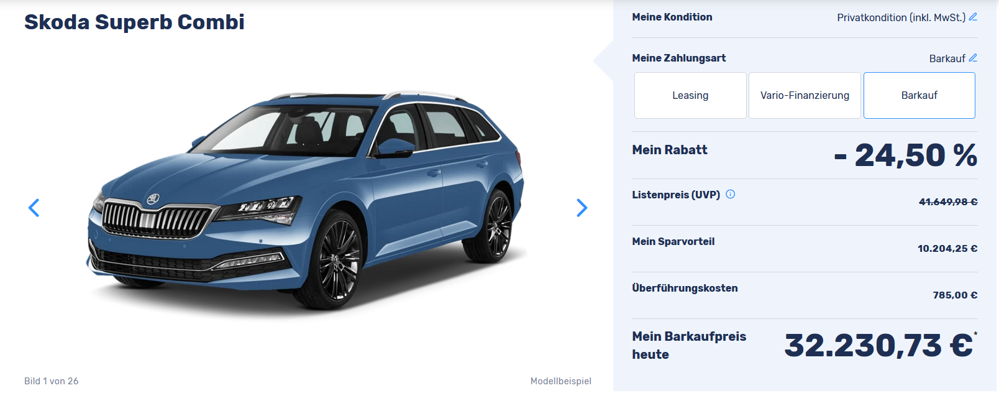 Skoda Superb Combi
Bild 1 von 26
Modellbeispiel
Meine Kondition
Privatkondition (inkl. MwSt.)
Meine Zahlungsart
Barkauf
Leasing
Vario-Finanzierung
Barkauf
Mein Rabatt
- 24,50 %
Listenpreis (UVP)
41.649,98 €
Mein Sparvorteil
10.204,25 €
Überführungskosten
785,00 €
Mein Barkaufpreis
heute
32.230,73 €*